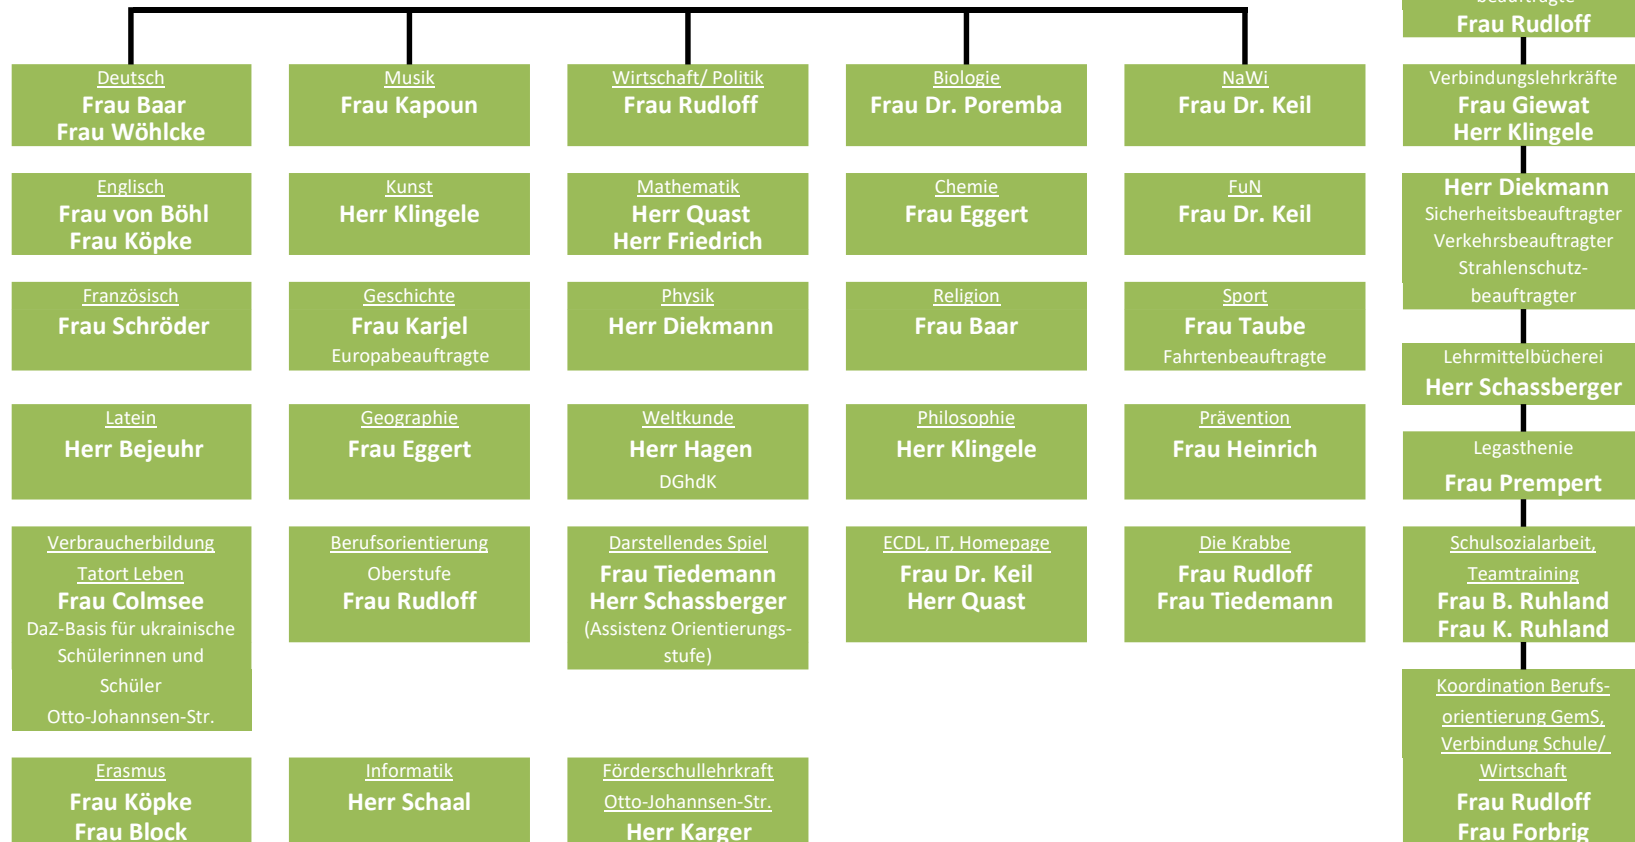 beauftragte
Frau Rudloff
Deutsch
Frau Baar
Frau Wöhlcke
Musik
Frau Kapoun
Wirtschaft/ Politik
Frau Rudloff
Biologie
Frau Dr. Poremba
NaWi
Frau Dr. Keil
Verbindungslehrkräfte
Frau Giewat
Herr Klingele
Englisch
Frau von Böhl
Frau Köpke
Kunst
Herr Klingele
Mathematik
Herr Quast
Herr Friedrich
Chemie
Frau Eggert
FuN
Frau Dr. Keil
Herr Diekmann
Sicherheitsbeauftragter
Verkehrsbeauftragter
Strahlenschutz-
beauftragter
Französisch
Frau Schröder
Geschichte
Frau Karjel
Europabeauftragte
Physik
Herr Diekmann
Religion
Frau Baar
Sport
Frau Taube
Fahrtenbeauftragte
Lehrmittelbücherei
Herr Schassberger
Latein
Herr Bejeuhr
Geographie
Frau Eggert
Weltkunde
Herr Hagen
DGhdK
Philosophie
Herr Klingele
Prävention
Frau Heinrich
Legasthenie
Frau Prempert
Verbraucherbildung
Tatort Leben
Frau Colmsee
DaZ-Basis für ukrainische
Schülerinnen und
Schüler
Otto-Johannsen-Str.
Berufsorientierung
Oberstufe
Frau Rudloff
Darstellendes Spiel
Frau Tiedemann
Herr Schassberger
(Assistenz Orientierungs-
stufe)
ECDL, IT, Homepage
Frau Dr. Keil
Herr Quast
Die Krabbe
Frau Rudloff
Frau Tiedemann
Schulsozialarbeit,
Teamtraining
Frau B. Ruhland
Frau K. Ruhland
Koordination Berufs-
orientierung GemS,
Verbindung Schule/
Wirtschaft
Frau Rudloff
Frau Forbrig
Erasmus
Frau Köpke
Frau Block
Informatik
Herr Schaal
Förderschullehrkraft
Otto-Johannsen-Str.
Herr Karger